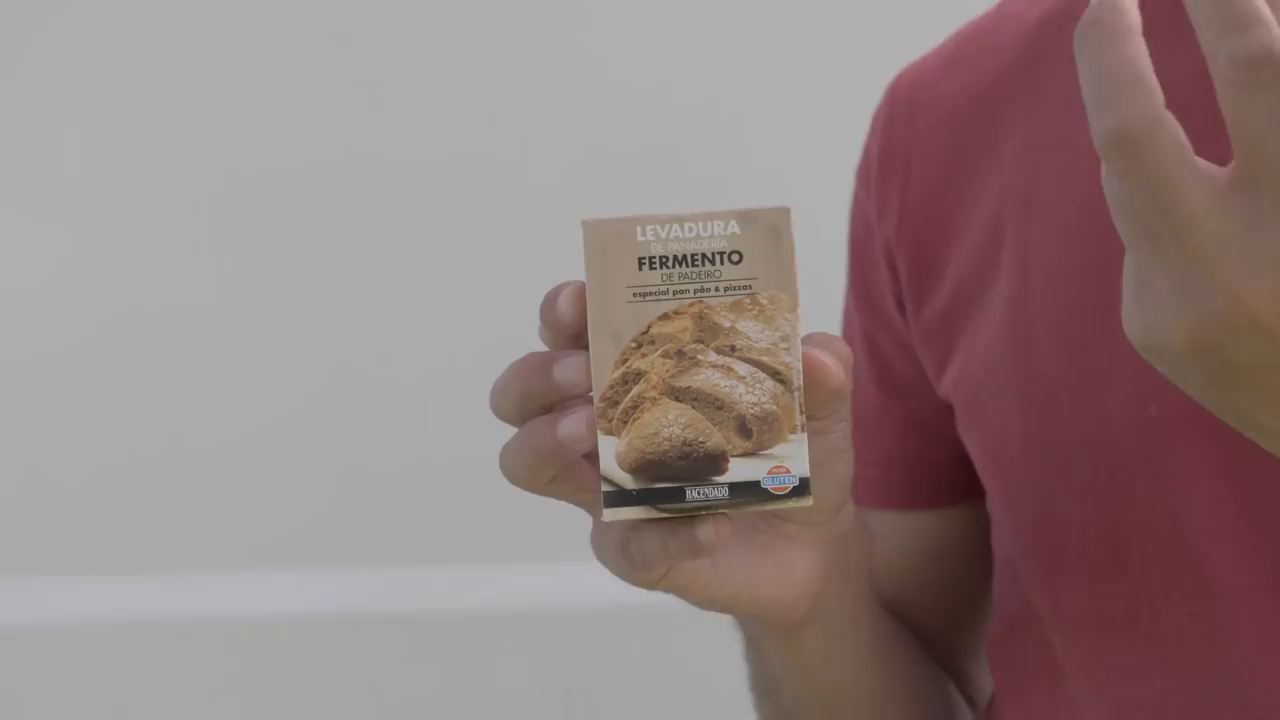 LEVADURA
DE PANADERÍA
FERMENTO
DE PADEIRO
especial pan pão & pizzas
HACENDADO
GLUTEN